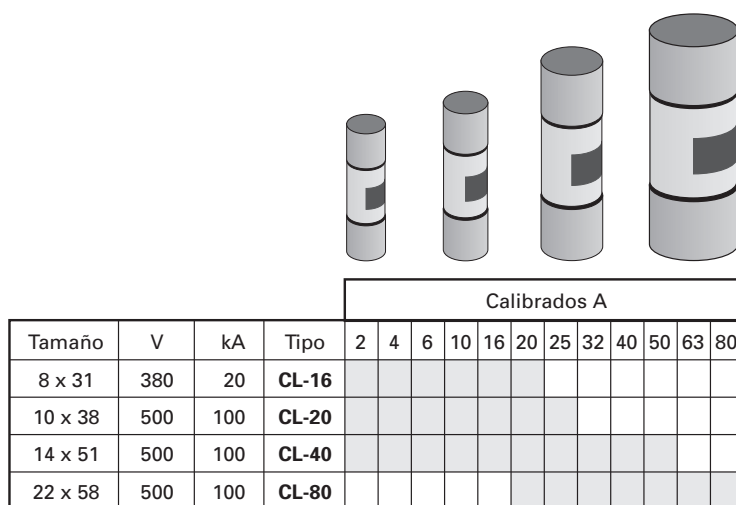 Calibrados A
Tamaño V kA Tipo 2 4 6 10 16 20 25 32 40 50 63 80
8 x 31 380 20 CL-16
10 x 38 500 100 CL-20
14 x 51 500 100 CL-40
22 x 58 500 100 CL-80